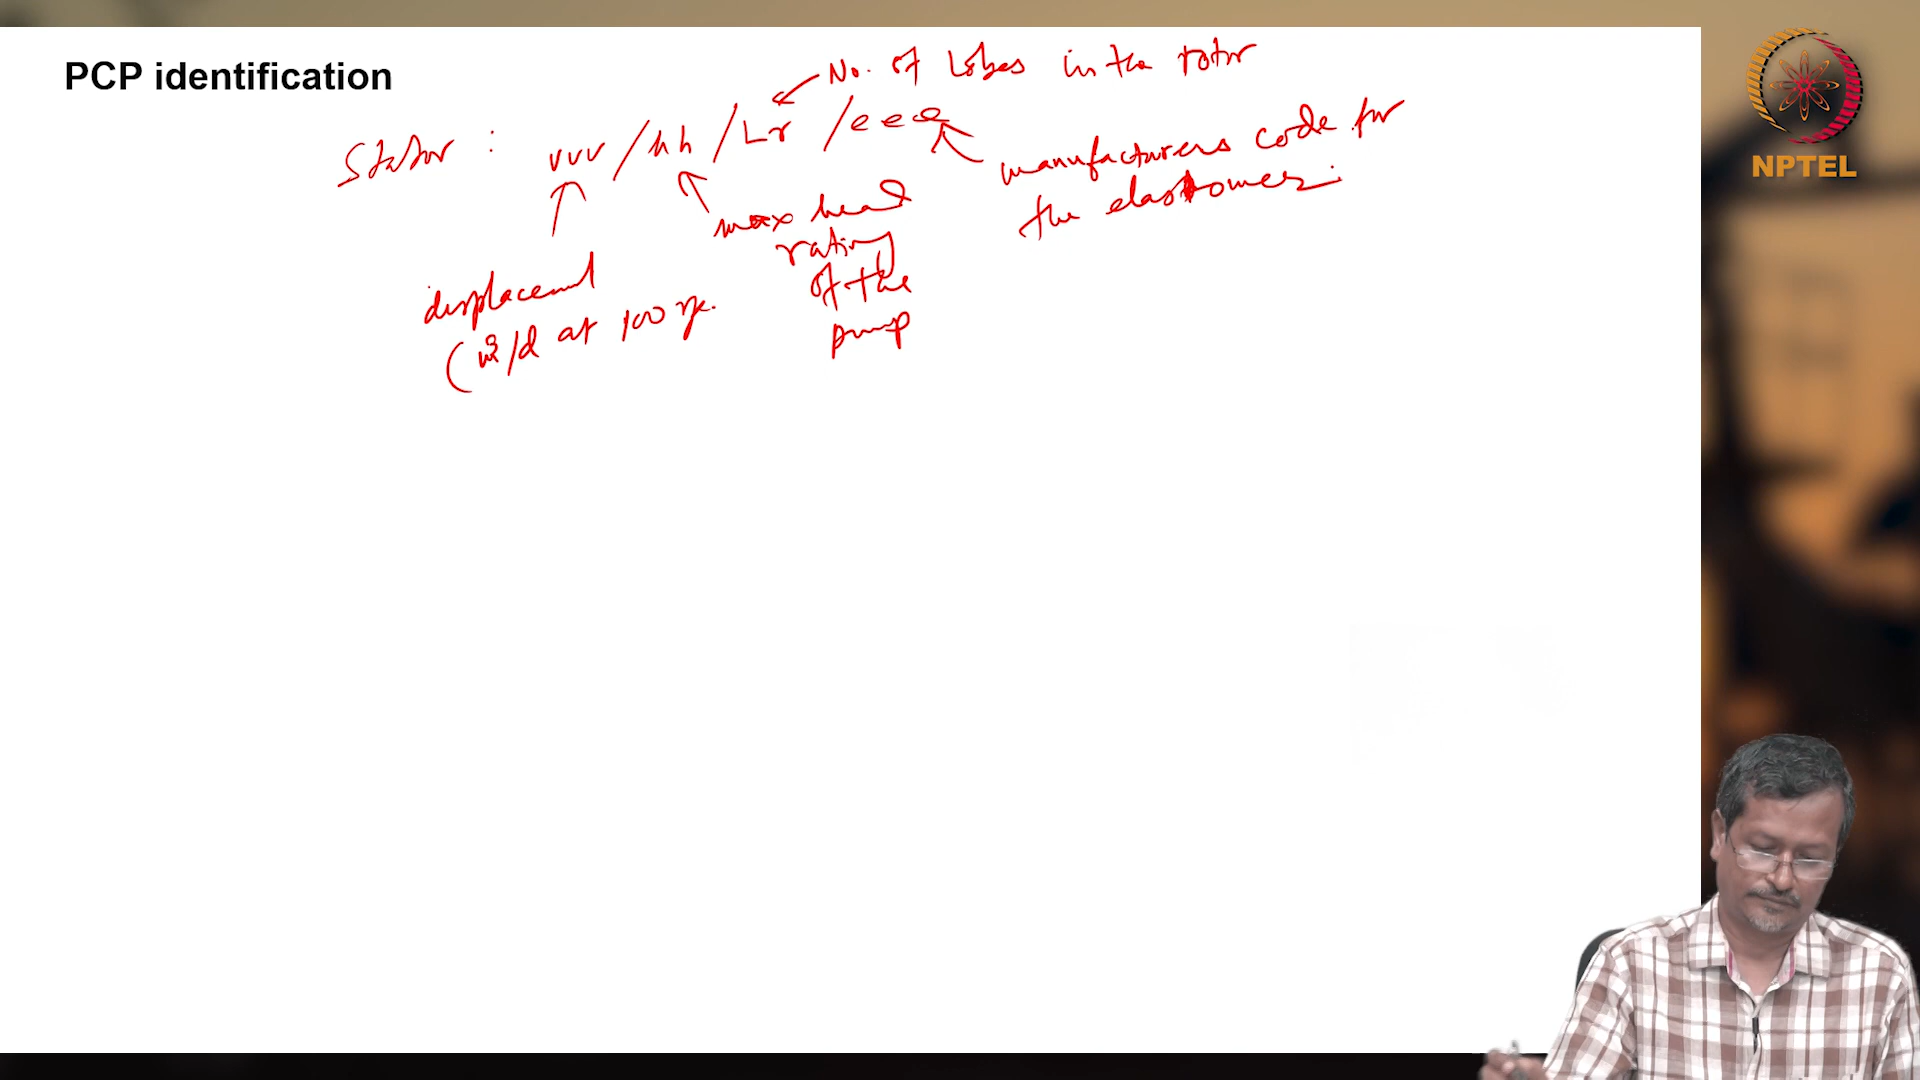 PCP identification
No. of Lobes in the rotor
Stator : vvv / hh / Lr / eee
manufacturers code for
the elastomer.
max head
rating
of the
pump
displacement
(m3/d at 100
NPTEL